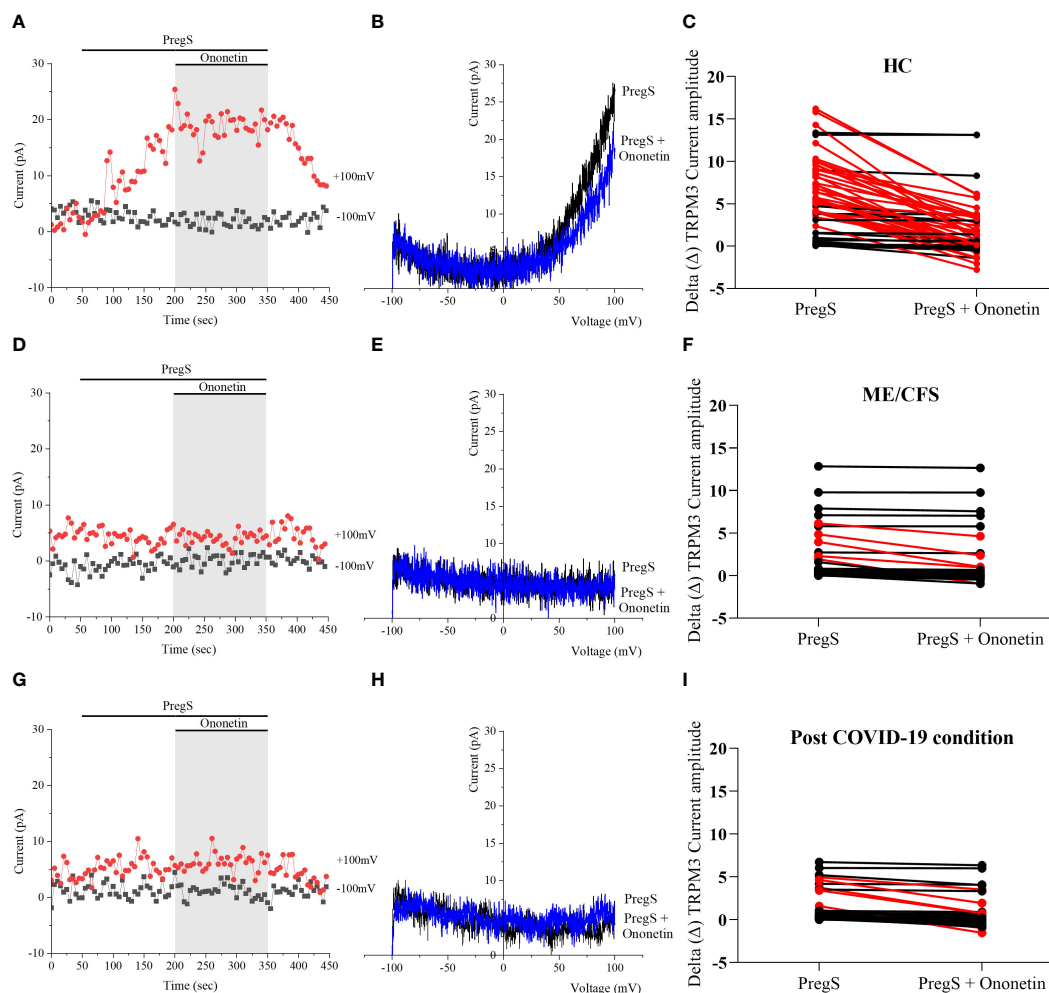 A
PregS
Ononetin
30
20
10
0
-10
Current (pA)
+100mV
-100mV
0 50 100 150 200 250 300 350 400 450
Time (sec)
B
30
25
20
15
10
5
0
Current (pA)
PregS
PregS +
Ononetin
-100 -50 0 50 100
Voltage (mV)
C
HC
20
15
10
5
0
-5
Delta (Δ) TRPM3 Current amplitude
PregS PregS + Ononetin
D
PregS
Ononetin
30
20
10
0
-10
Current (pA)
+100mV
-100mV
0 50 100 150 200 250 300 350 400 450
Time (sec)
E
30
25
20
15
10
5
0
Current (pA)
PregS
PregS +
Ononetin
-100 -50 0 50 100
Voltage (mV)
F
ME/CFS
20
15
10
5
0
-5
Delta (Δ) TRPM3 Current amplitude
PregS PregS + Ononetin
G
PregS
Ononetin
30
20
10
0
-10
Current (pA)
+100mV
-100mV
0 50 100 150 200 250 300 350 400 450
Time (sec)
H
30
25
20
15
10
5
0
Current (pA)
PregS
PregS +
Ononetin
-100 -50 0 50 100
Voltage (mV)
I
Post COVID-19 condition
20
15
10
5
0
-5
Delta (Δ) TRPM3 Current amplitude
PregS PregS + Ononetin